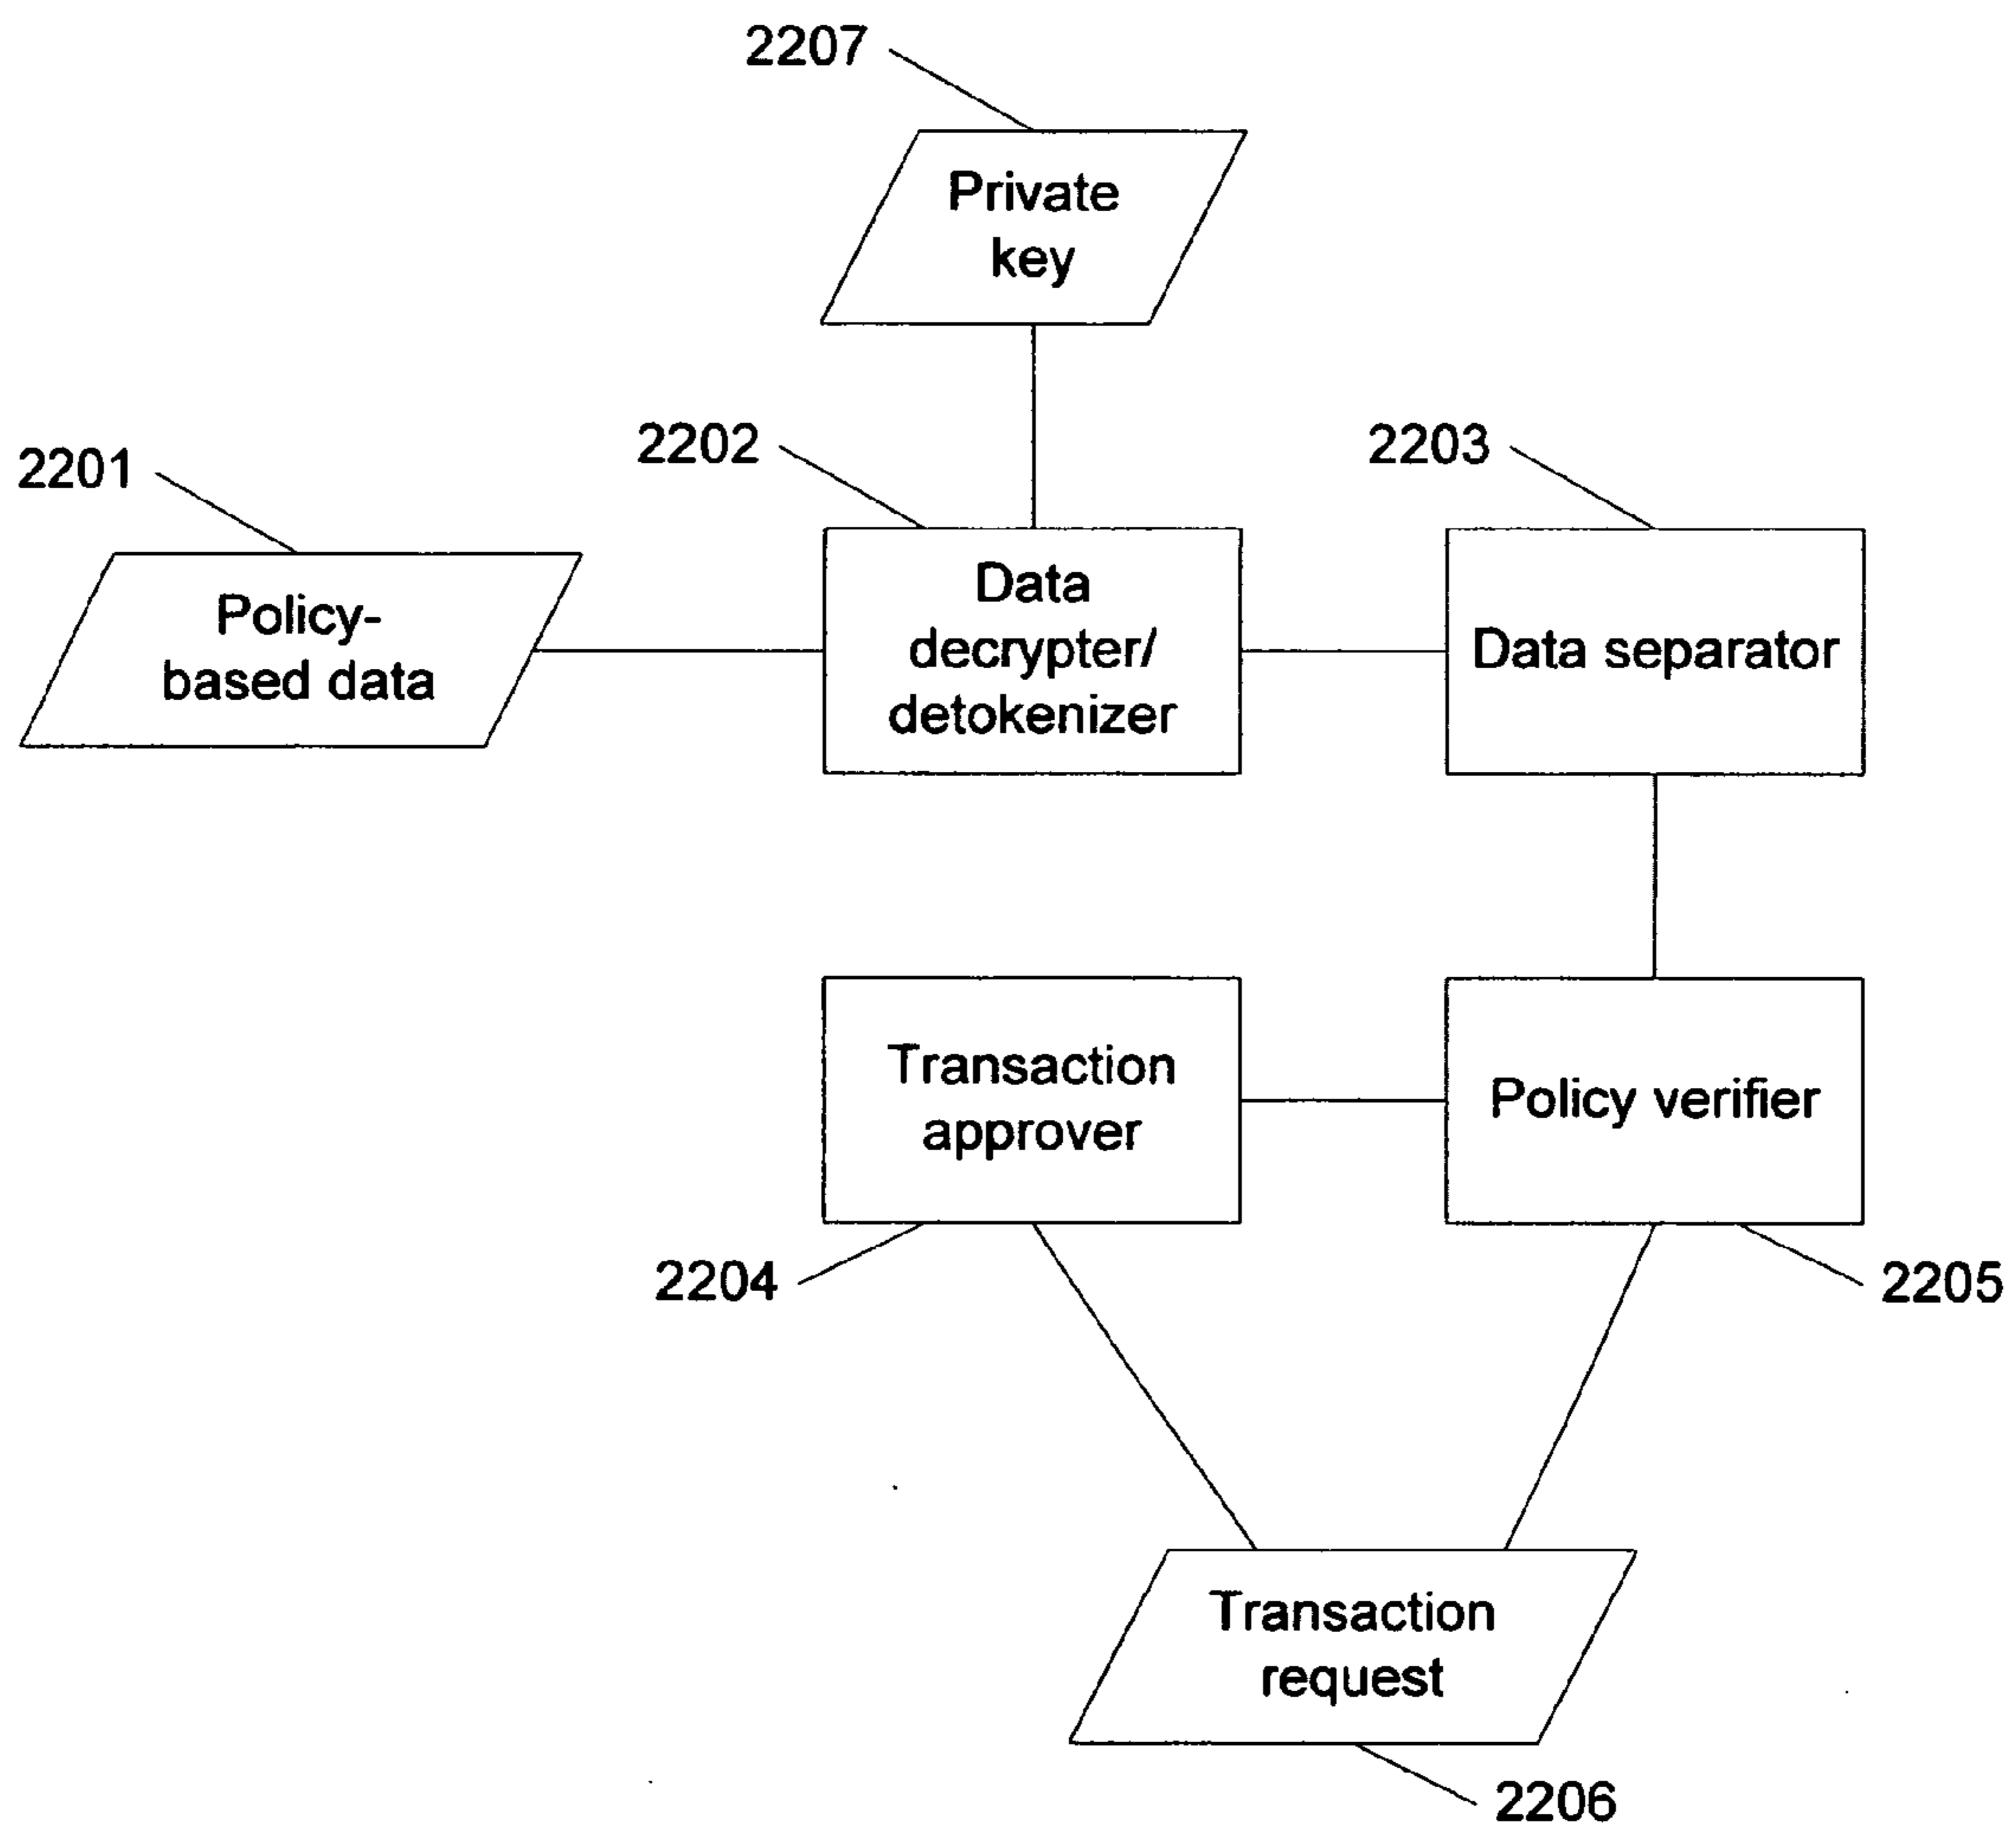 2207
Private
key
2202
2203
2201
Data
decrypter/
detokenizer
Data separator
Policy-
based data
Transaction
approver
Policy verifier
2204
2205
Transaction
request
2206